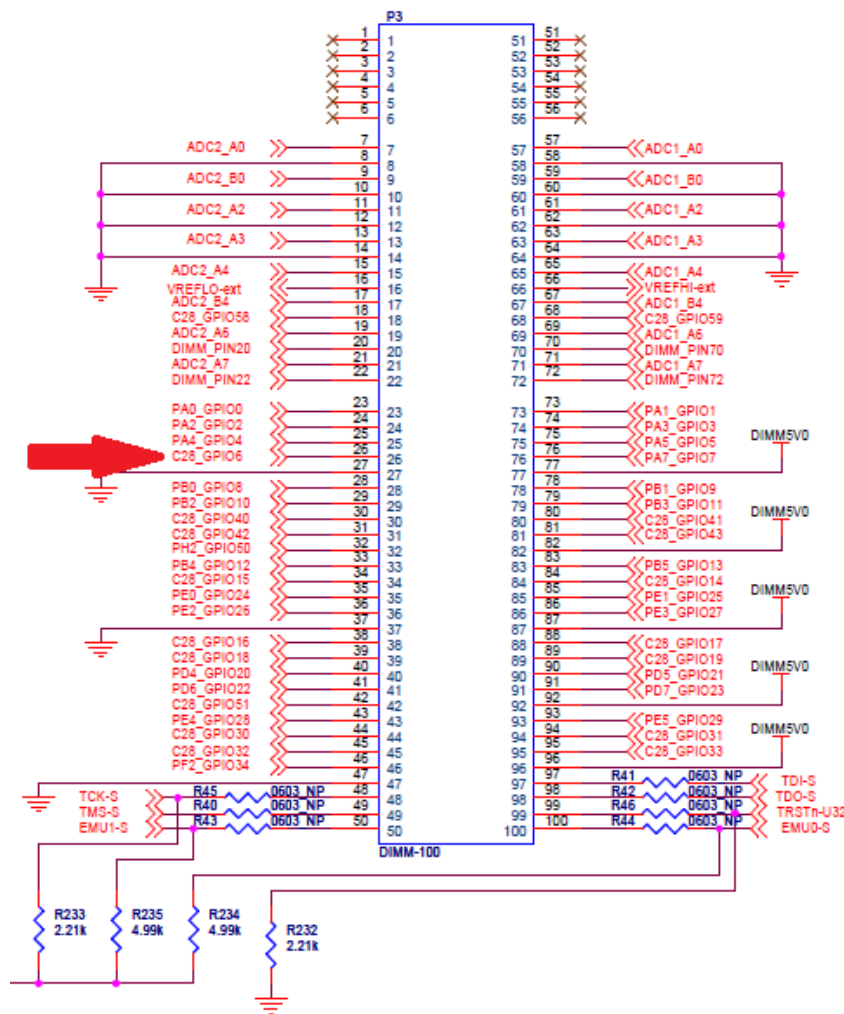 P3
1 1 51 51
2 2 52 52
3 3 53 53
4 4 54 54
5 5 55 55
6 6 56 56
ADC2_A0 7 7 57 57 ADC1_A0
8 8 58 58
ADC2_B0 9 9 59 59 ADC1_B0
10 10 60 60
ADC2_A2 11 11 61 61 ADC1_A2
12 12 62 62
ADC2_A3 13 13 63 63 ADC1_A3
14 14 64 64
ADC2_A4 15 15 65 65 ADC1_A4
VREFLO-ext 16 16 66 66 VREFHI-ext
ADC2_B4 17 17 67 67 ADC1_B4
C28_GPIO58 18 18 68 68 C28_GPIO59
ADC2_A6 19 19 69 69 ADC1_A6
DIMM_PIN20 20 20 70 70 DIMM_PIN70
ADC2_A7 21 21 71 71 ADC1_A7
DIMM_PIN22 22 22 72 72 DIMM_PIN72
PA0_GPIO0 23 23 73 73 PA1_GPIO1
PA2_GPIO2 24 24 74 74 PA3_GPIO3
PA4_GPIO4 25 25 75 75 PA5_GPIO5 DIMM5V0
C28_GPIO6 26 26 76 76 PA7_GPIO7
27 27 77 77
PB0_GPIO8 28 28 78 78 PB1_GPIO9
PB2_GPIO10 29 29 79 79 PB3_GPIO11
C28_GPIO40 30 30 80 80 C28_GPIO41 DIMM5V0
C28_GPIO42 31 31 81 81 C28_GPIO43
PH2_GPIO50 32 32 82 82
PB4_GPIO12 33 33 83 83 PB5_GPIO13
C28_GPIO15 34 34 84 84 C28_GPIO14
PE0_GPIO24 35 35 85 85 PE1_GPIO25 DIMM5V0
PE2_GPIO26 36 36 86 86 PE3_GPIO27
37 37 87 87
C28_GPIO16 38 38 88 88 C28_GPIO17
C28_GPIO18 39 39 89 89 C28_GPIO19
PD4_GPIO20 40 40 90 90 PD5_GPIO21 DIMM5V0
PD6_GPIO22 41 41 91 91 PD7_GPIO23
C28_GPIO51 42 42 92 92
PE4_GPIO28 43 43 93 93 PE5_GPIO29
C28_GPIO30 44 44 94 94 C28_GPIO31 DIMM5V0
C28_GPIO32 45 45 95 95 C28_GPIO33
PF2_GPIO34 46 46 96 96
47 47 97 97 R41 0603_NP TDI-S
TCK-S R45 0603_NP 48 48 98 98 R42 0603_NP TDO-S
TMS-S R40 0603_NP 49 49 99 99 R46 0603_NP TRSTn-U32
EMU1-S R43 0603_NP 50 50 100 100 R44 0603_NP EMU0-S
DIMM-100
R233 R235 R234 R232
2.21k 4.99k 4.99k 2.21k